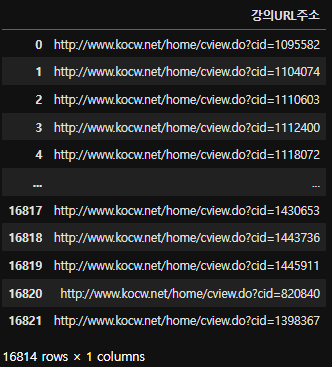 강의URL주소
0 http://www.kocw.net/home/cview.do?cid=1095582
1 http://www.kocw.net/home/cview.do?cid=1104074
2 http://www.kocw.net/home/cview.do?cid=1110603
3 http://www.kocw.net/home/cview.do?cid=1112400
4 http://www.kocw.net/home/cview.do?cid=1118072
... ...
16817 http://www.kocw.net/home/cview.do?cid=1430653
16818 http://www.kocw.net/home/cview.do?cid=1443736
16819 http://www.kocw.net/home/cview.do?cid=1445911
16820 http://www.kocw.net/home/cview.do?cid=820840
16821 http://www.kocw.net/home/cview.do?cid=1398367
16814 rows × 1 columns